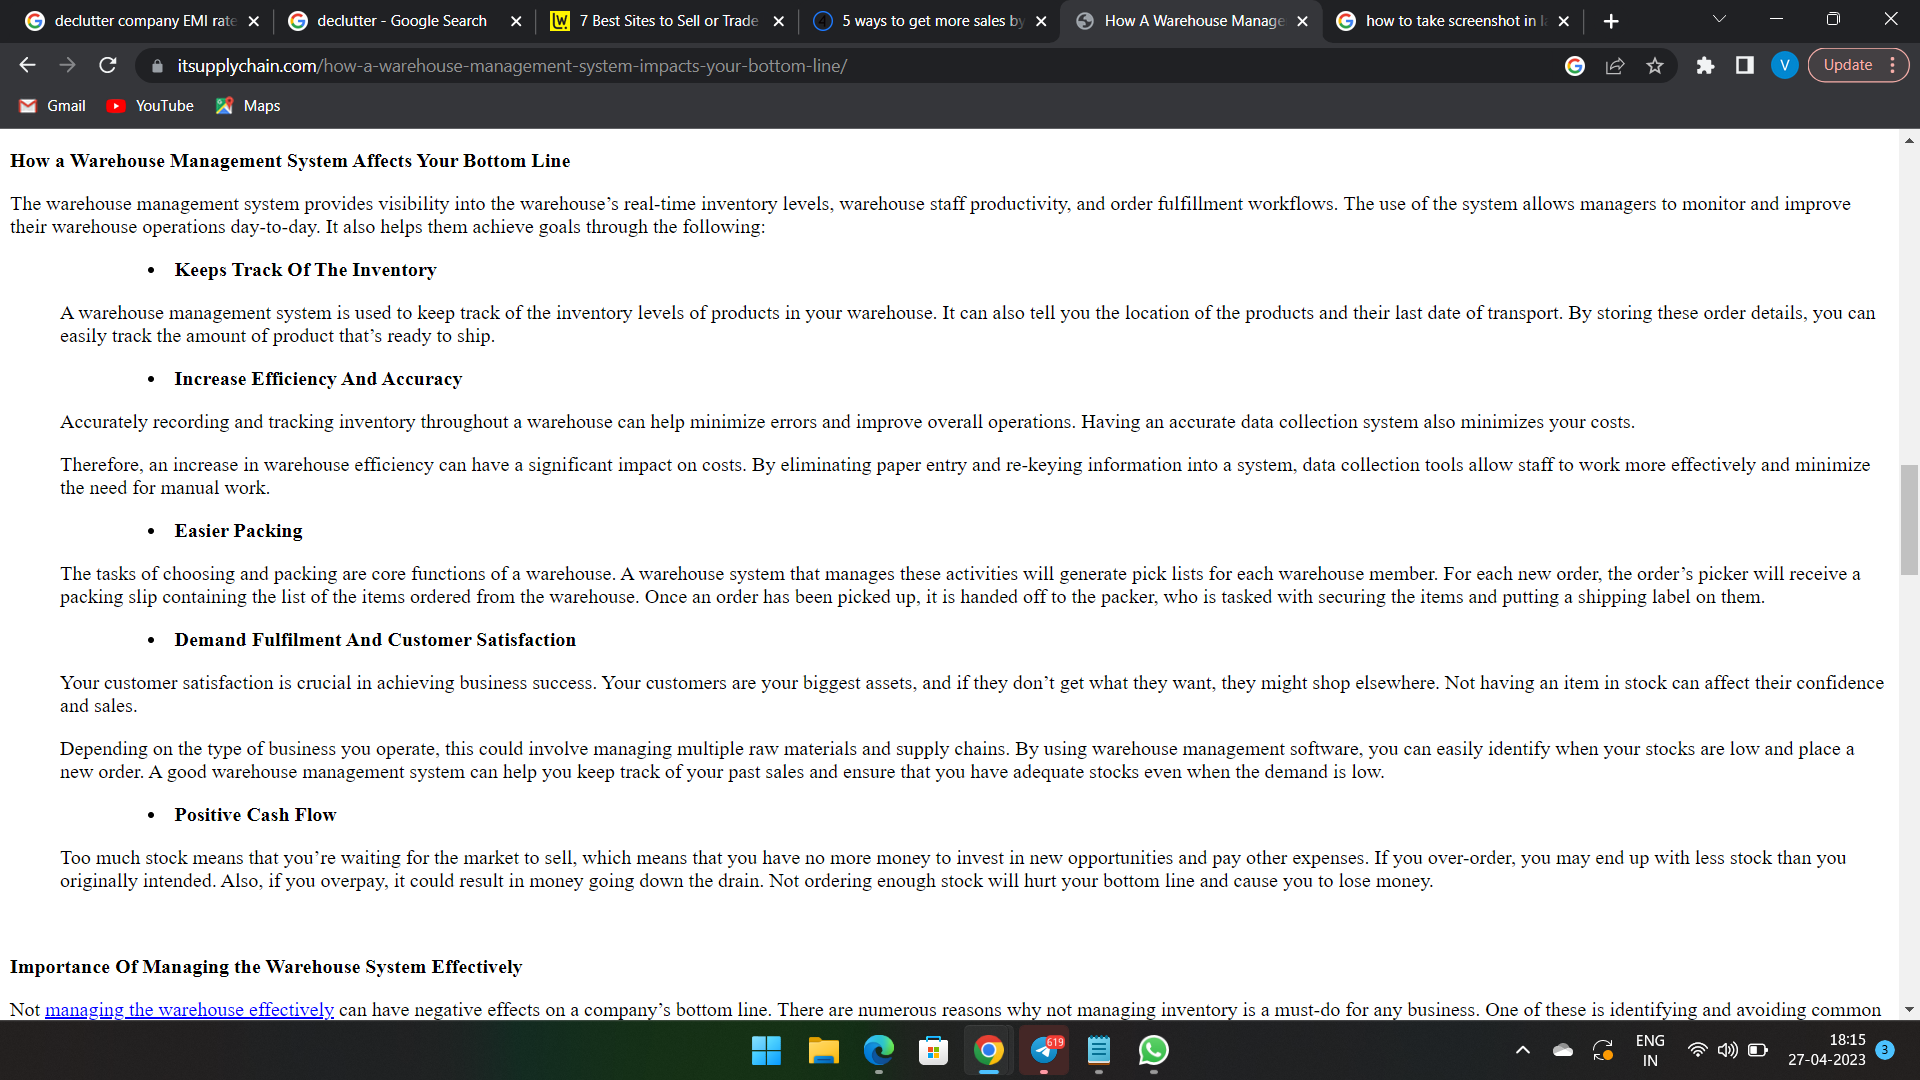 declutter company EMI rate
declutter - Google Search
7 Best Sites to Sell or Trade
5 ways to get more sales by
How A Warehouse Manage
how to take screenshot in
itsupplychain.com/how-a-warehouse-management-system-impacts-your-bottom-line/
V
Update
Gmail
YouTube
Maps
How a Warehouse Management System Affects Your Bottom Line
The warehouse management system provides visibility into the warehouse’s real-time inventory levels, warehouse staff productivity, and order fulfillment workflows. The use of the system allows managers to monitor and improve
their warehouse operations day-to-day. It also helps them achieve goals through the following:
• Keeps Track Of The Inventory
A warehouse management system is used to keep track of the inventory levels of products in your warehouse. It can also tell you the location of the products and their last date of transport. By storing these order details, you can
easily track the amount of product that’s ready to ship.
• Increase Efficiency And Accuracy
Accurately recording and tracking inventory throughout a warehouse can help minimize errors and improve overall operations. Having an accurate data collection system also minimizes your costs.
Therefore, an increase in warehouse efficiency can have a significant impact on costs. By eliminating paper entry and re-keying information into a system, data collection tools allow staff to work more effectively and minimize
the need for manual work.
• Easier Packing
The tasks of choosing and packing are core functions of a warehouse. A warehouse system that manages these activities will generate pick lists for each warehouse member. For each new order, the order’s picker will receive a
packing slip containing the list of the items ordered from the warehouse. Once an order has been picked up, it is handed off to the packer, who is tasked with securing the items and putting a shipping label on them.
• Demand Fulfilment And Customer Satisfaction
Your customer satisfaction is crucial in achieving business success. Your customers are your biggest assets, and if they don’t get what they want, they might shop elsewhere. Not having an item in stock can affect their confidence
and sales.
Depending on the type of business you operate, this could involve managing multiple raw materials and supply chains. By using warehouse management software, you can easily identify when your stocks are low and place a
new order. A good warehouse management system can help you keep track of your past sales and ensure that you have adequate stocks even when the demand is low.
• Positive Cash Flow
Too much stock means that you’re waiting for the market to sell, which means that you have no more money to invest in new opportunities and pay other expenses. If you over-order, you may end up with less stock than you
originally intended. Also, if you overpay, it could result in money going down the drain. Not ordering enough stock will hurt your bottom line and cause you to lose money.
Importance Of Managing the Warehouse System Effectively
Not managing the warehouse effectively can have negative effects on a company’s bottom line. There are numerous reasons why not managing inventory is a must-do for any business. One of these is identifying and avoiding common
619
ENG
IN
18:15
27-04-2023
3